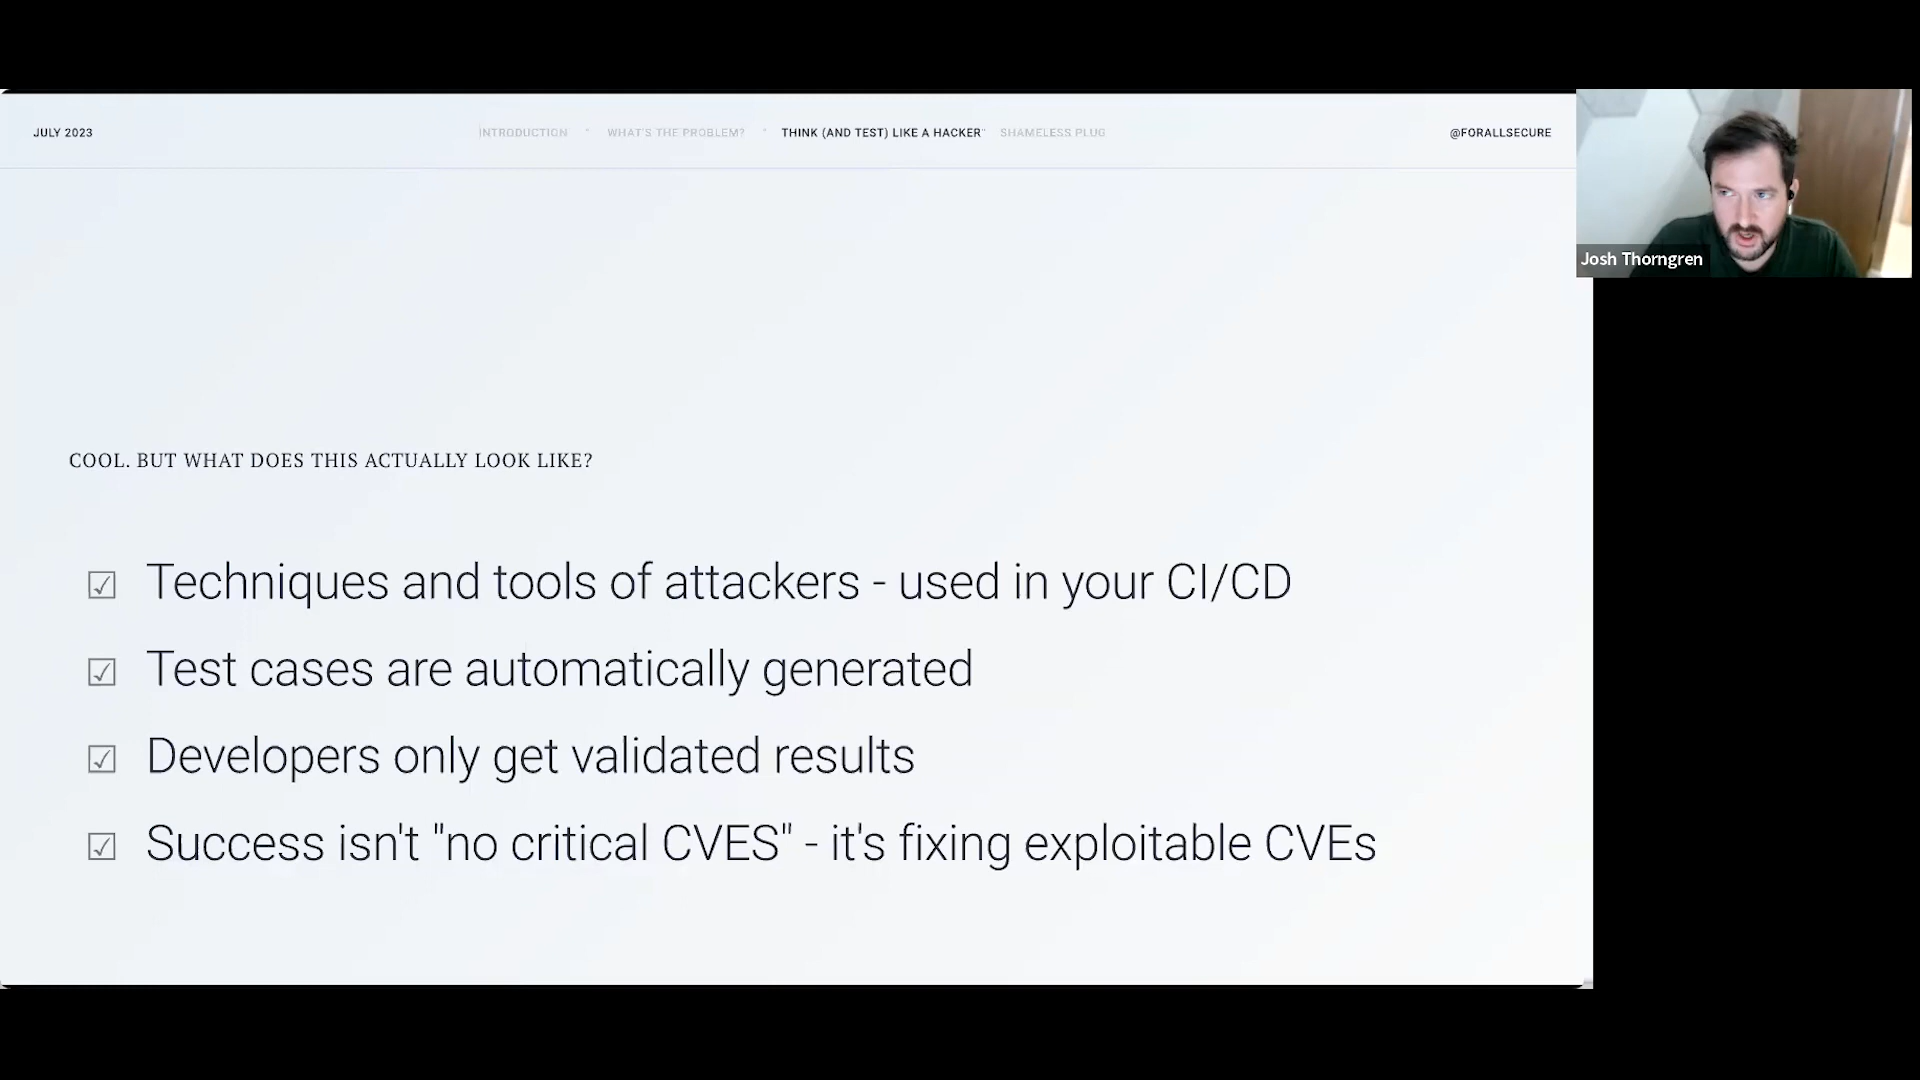 JULY 2023
INTRODUCTION
WHAT'S THE PROBLEM?
THINK (AND TEST) LIKE A HACKER
SHAMELESS PLUG
@FORALLSECURE
Josh Thorngren
COOL. BUT WHAT DOES THIS ACTUALLY LOOK LIKE?
☑ Techniques and tools of attackers - used in your CI/CD
☑ Test cases are automatically generated
☑ Developers only get validated results
☑ Success isn't "no critical CVES" - it's fixing exploitable CVEs